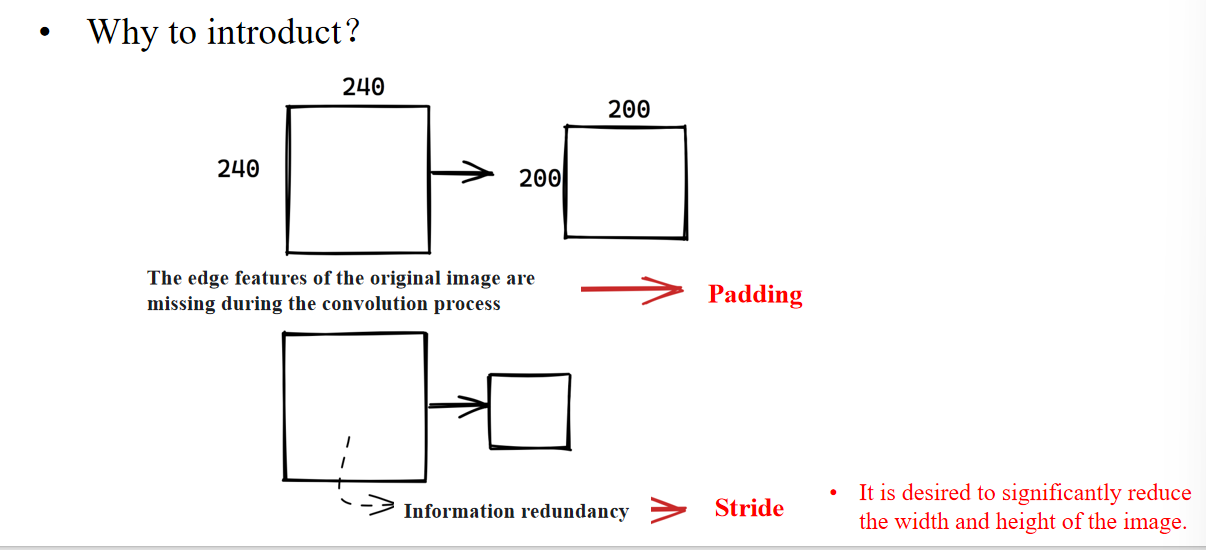 • Why to introduct?
240
240
200
200
The edge features of the original image are
missing during the convolution process
Padding
Information redundancy
Stride
• It is desired to significantly reduce
the width and height of the image.